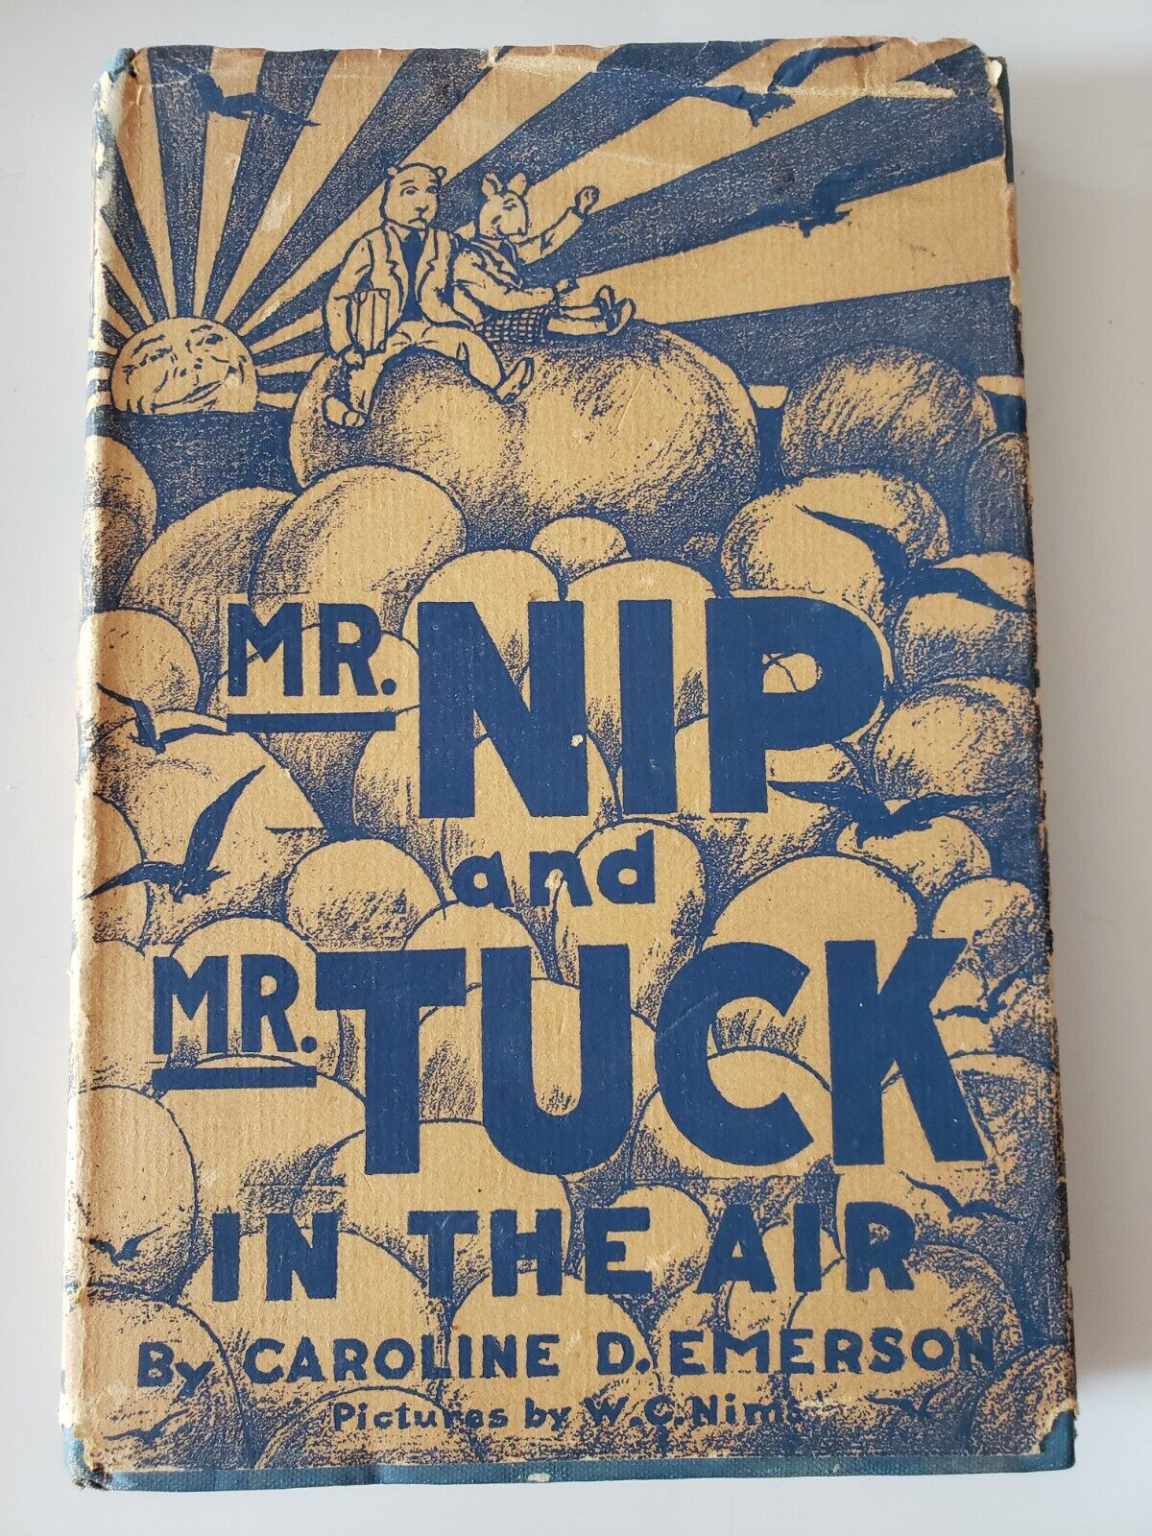 MR. NIP
and
MR. TUCK
IN THE AIR
By CAROLINE D. EMERSON
Pictures by W.C. Nims